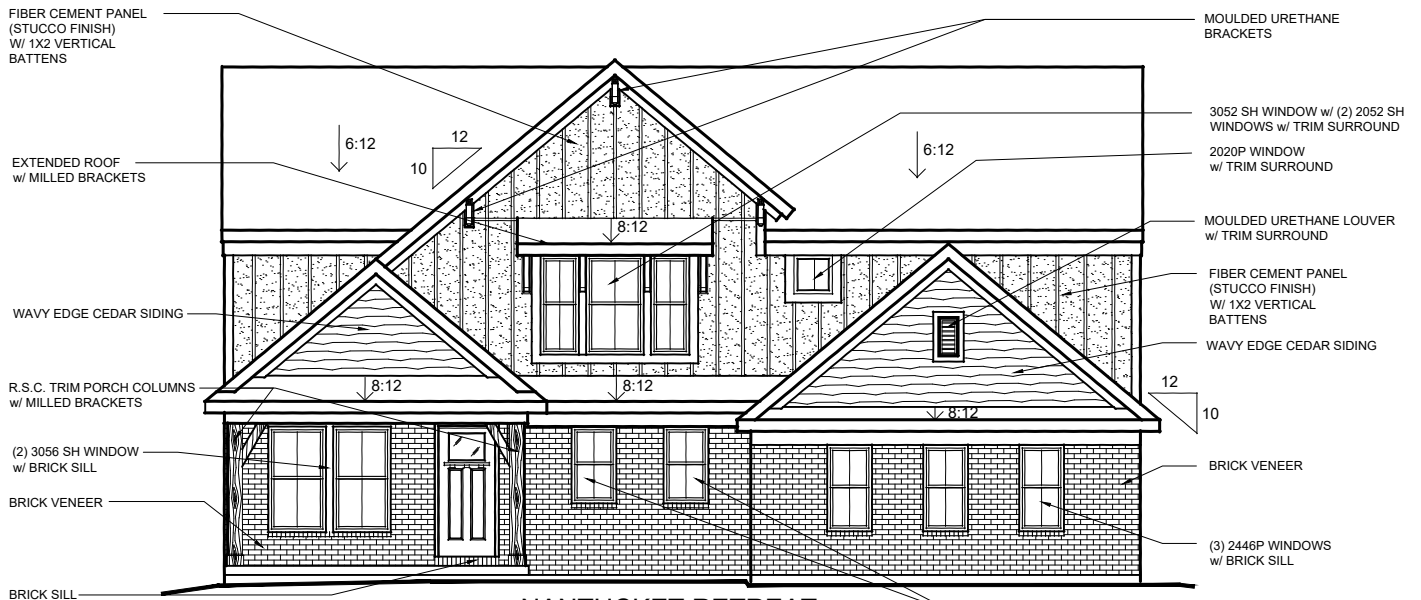 FIBER CEMENT PANEL
(STUCCO FINISH)
W/ 1X2 VERTICAL
BATTENS
EXTENDED ROOF
w/ MILLED BRACKETS
WAVY EDGE CEDAR SIDING
R.S.C. TRIM PORCH COLUMNS
w/ MILLED BRACKETS
(2) 3056 SH WINDOW
w/ BRICK SILL
BRICK VENEER
BRICK SILL
6:12
12
10
8:12
8:12
8:12
6:12
8:12
12
10
MOULDED URETHANE
BRACKETS
3052 SH WINDOW w/ (2) 2052 SH
WINDOWS w/ TRIM SURROUND
2020P WINDOW
w/ TRIM SURROUND
MOULDED URETHANE LOUVER
w/ TRIM SURROUND
FIBER CEMENT PANEL
(STUCCO FINISH)
W/ 1X2 VERTICAL
BATTENS
WAVY EDGE CEDAR SIDING
BRICK VENEER
(3) 2446P WINDOWS
w/ BRICK SILL